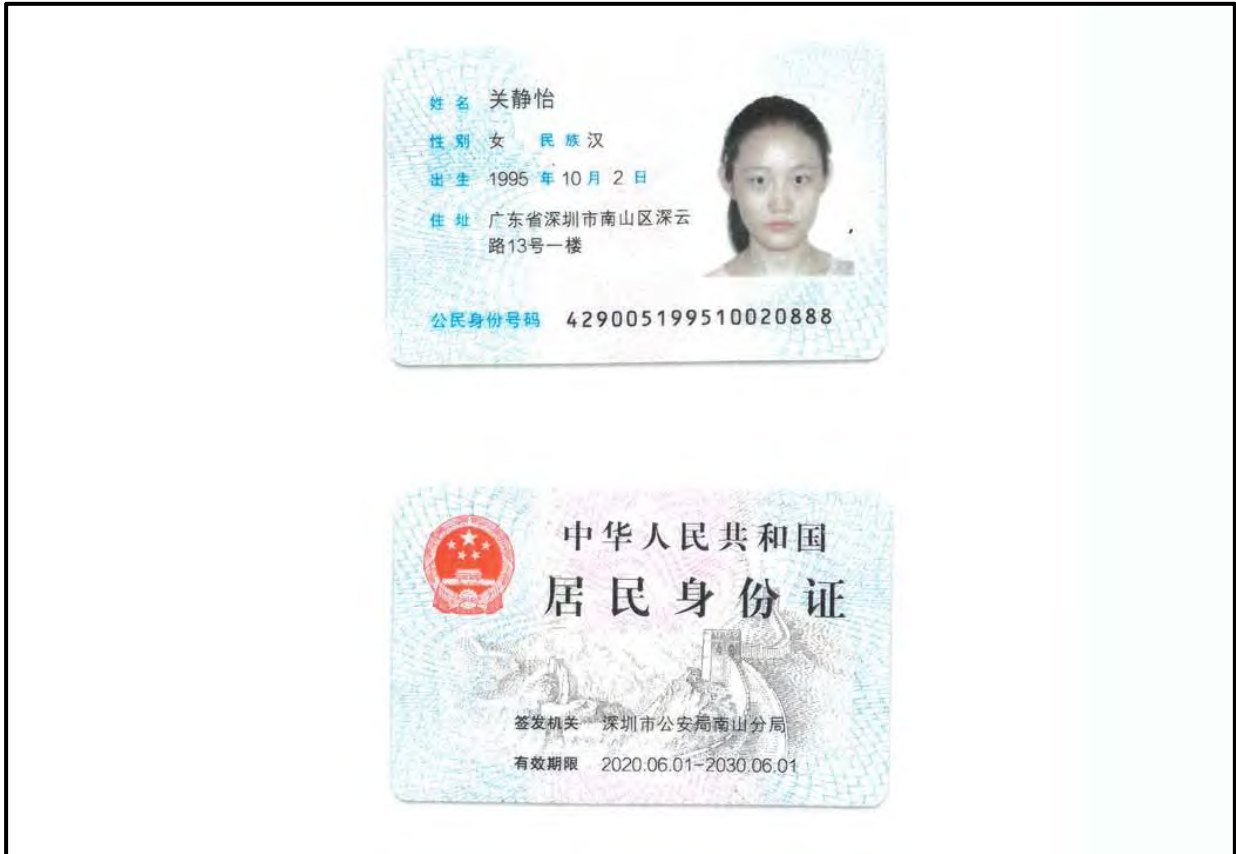 姓名 关静怡
性别 女 民族 汉
出生 1995 年 10 月 2 日
住址 广东省深圳市南山区深云
路13号一楼
公民身份号码 429005199510020888
中华人民共和国
居民身份证
签发机关 深圳市公安局南山分局
有效期限 2020.06.01-2030.06.01